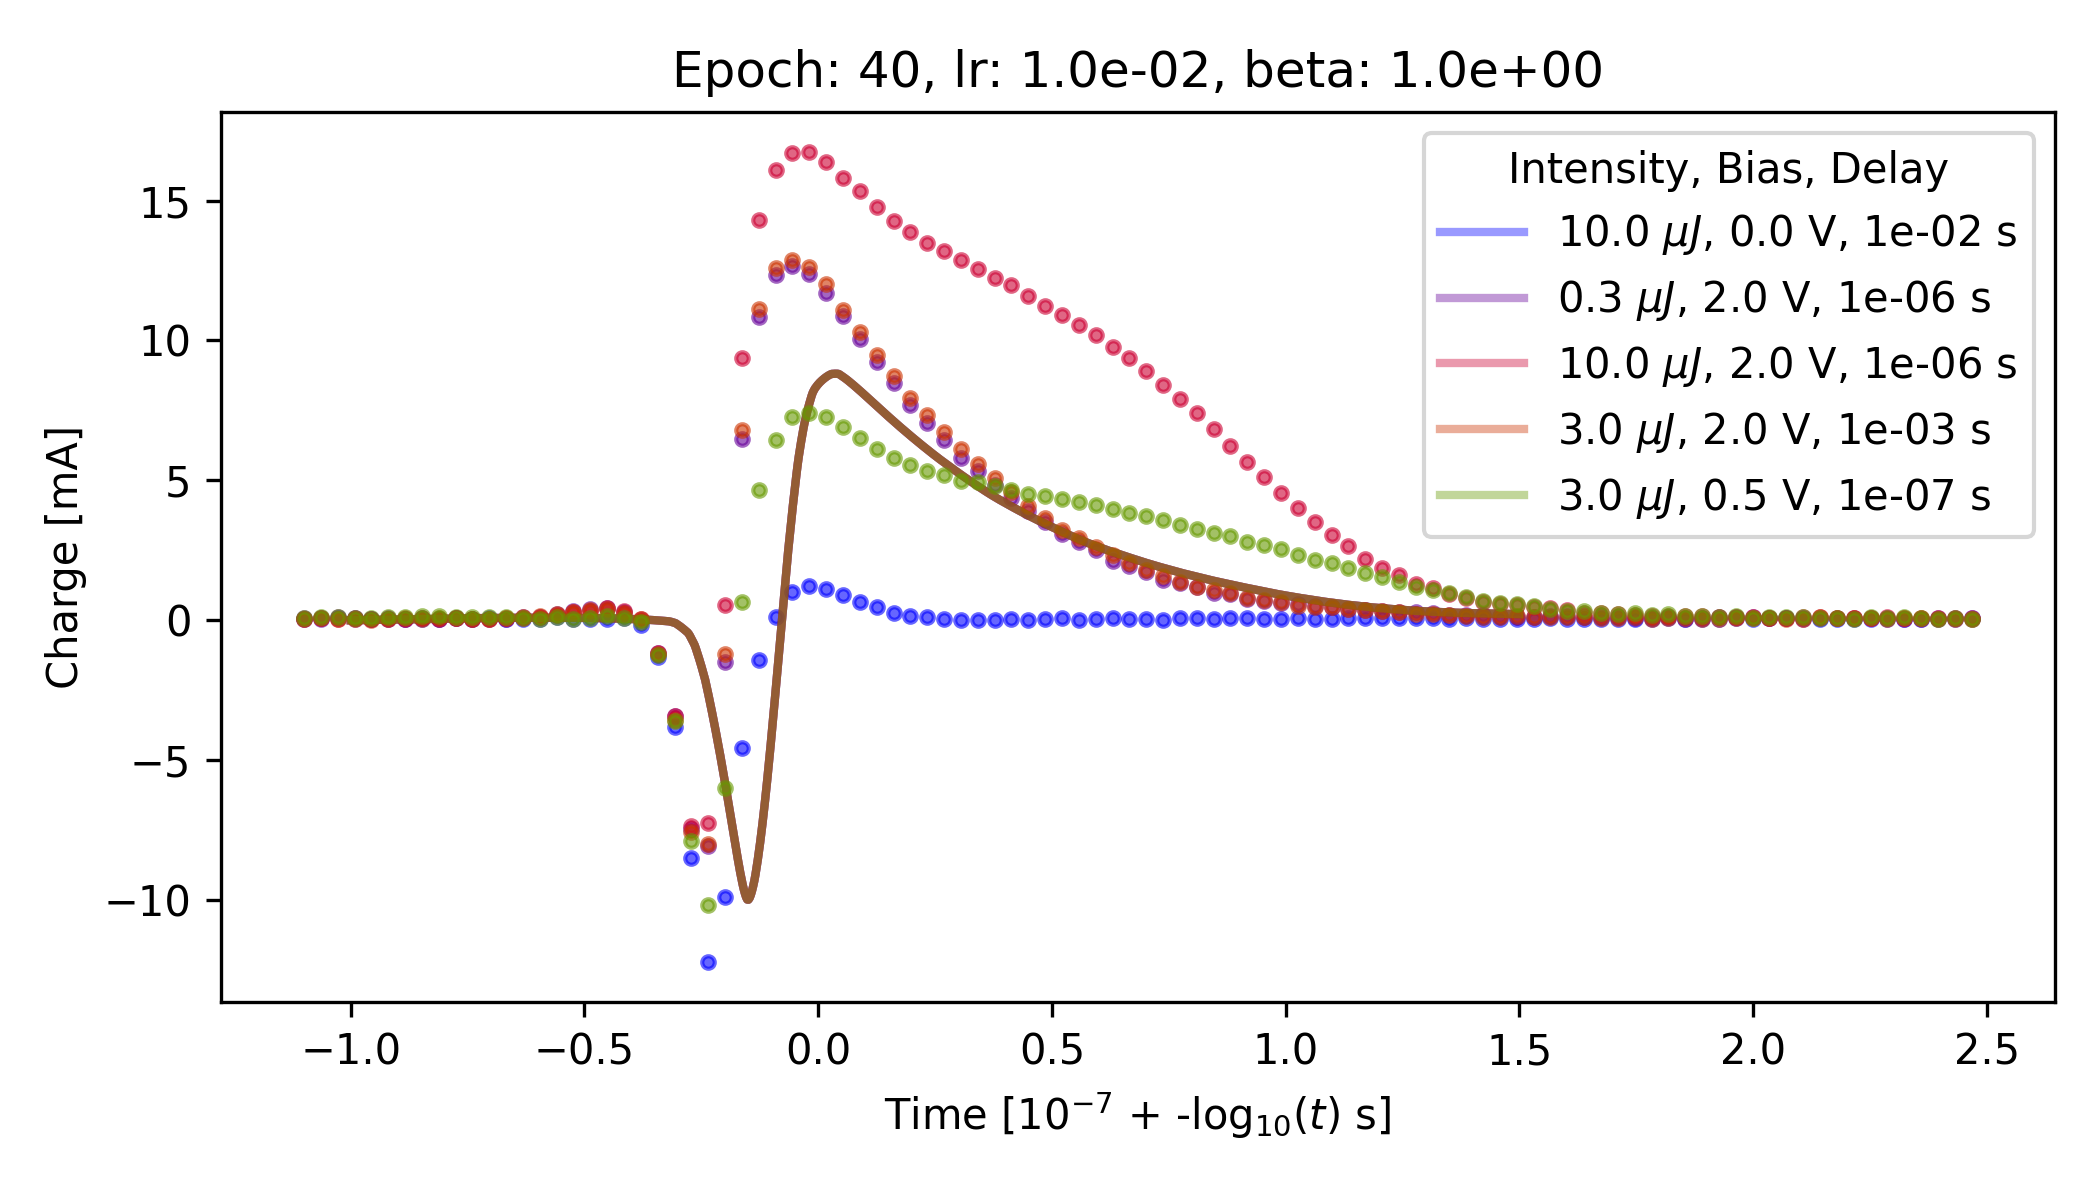 Epoch: 40, lr: 1.0e-02, beta: 1.0e+00
Intensity, Bias, Delay
10.0 μJ, 0.0 V, 1e-02 s
0.3 μJ, 2.0 V, 1e-06 s
10.0 μJ, 2.0 V, 1e-06 s
3.0 μJ, 2.0 V, 1e-03 s
3.0 μJ, 0.5 V, 1e-07 s
Charge [mA]
15
10
5
0
−5
−10
−1.0 −0.5 0.0 0.5 1.0 1.5 2.0 2.5
Time [10⁻⁷ + -log₁₀(t) s]